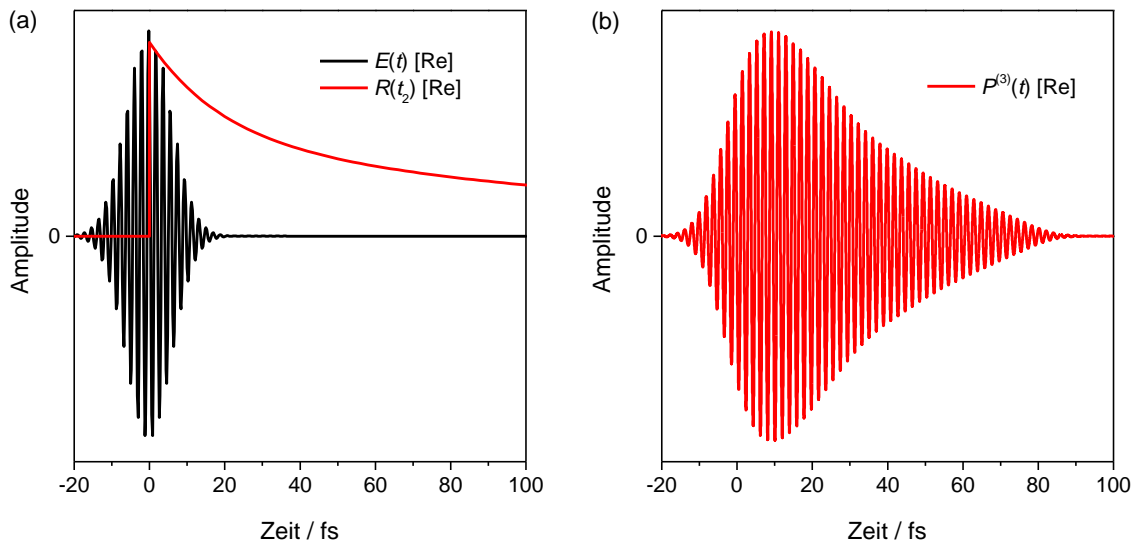 (a)
E(t) [Re]
R(t₂) [Re]
Amplitude
0
-20 0 20 40 60 80 100
Zeit / fs
(b)
P⁽³⁾(t) [Re]
Amplitude
0
-20 0 20 40 60 80 100
Zeit / fs